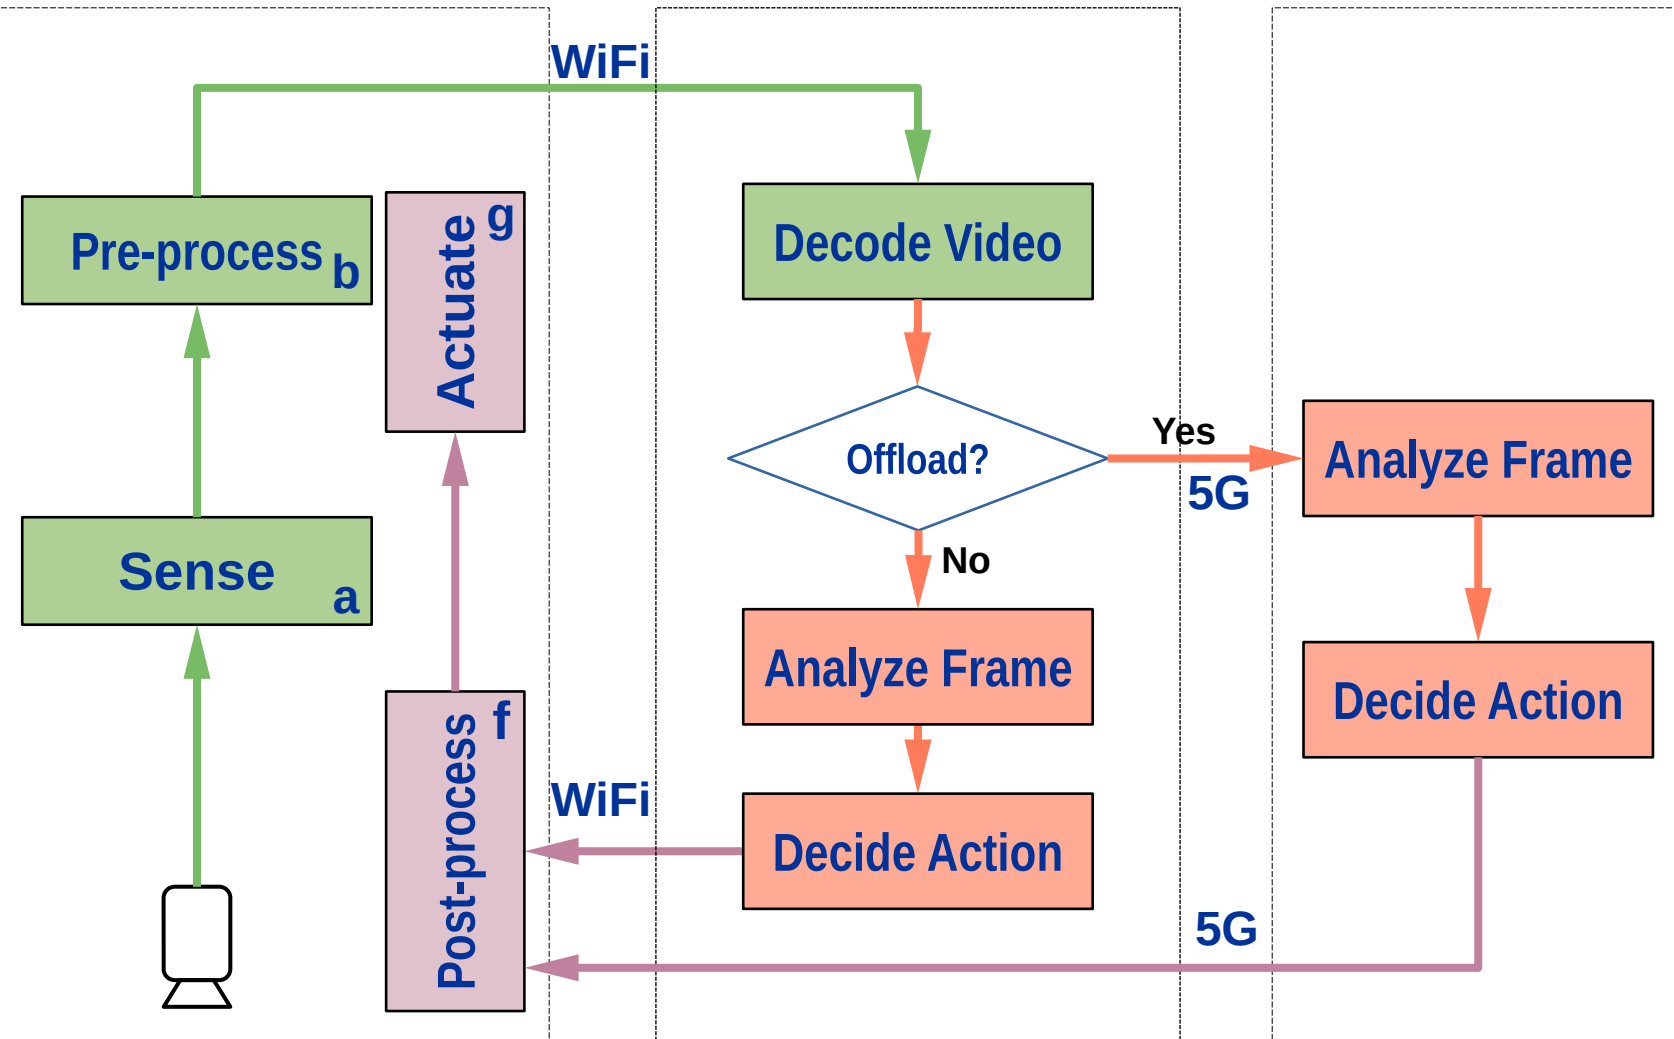 WiFi
Pre-process b
Actuate g
Decode Video
Offload?
Yes
5G
Analyze Frame
Sense a
No
Analyze Frame
Decide Action
Post-process f
WiFi
Decide Action
5G